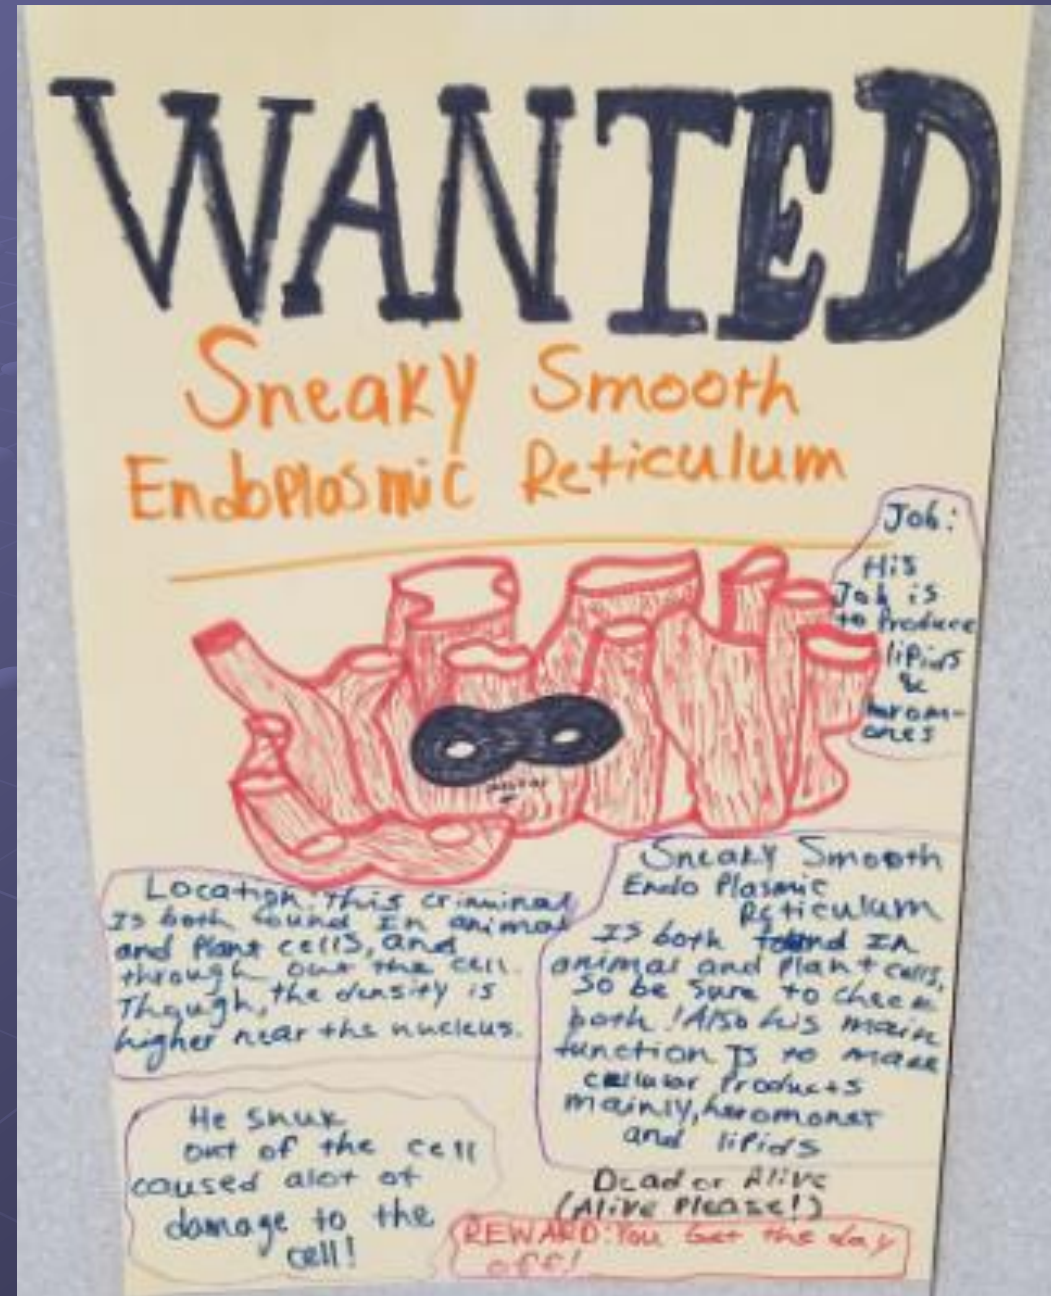 WANTED
Sneaky Smooth
Endoplasmic Reticulum
Job:
His
Job is
to Produce
lipids
&
herom-
ones
Location: This criminal
Is both found In animal
and Plant cells, and
through out the cell.
Though, the density is
higher near the nucleus.
Sneaky Smooth
Endo Plasmic
Reticulum
Is both found In
animal and Plant cells,
so be sure to check
both! Also his main
function Is to make
cellular Products
mainly, heromones
and lipids
He snuk
out of the cell
caused alot of
damage to the
cell!
Dead or Alive
(Alive Please!)
REWARD: You Get the day
off!